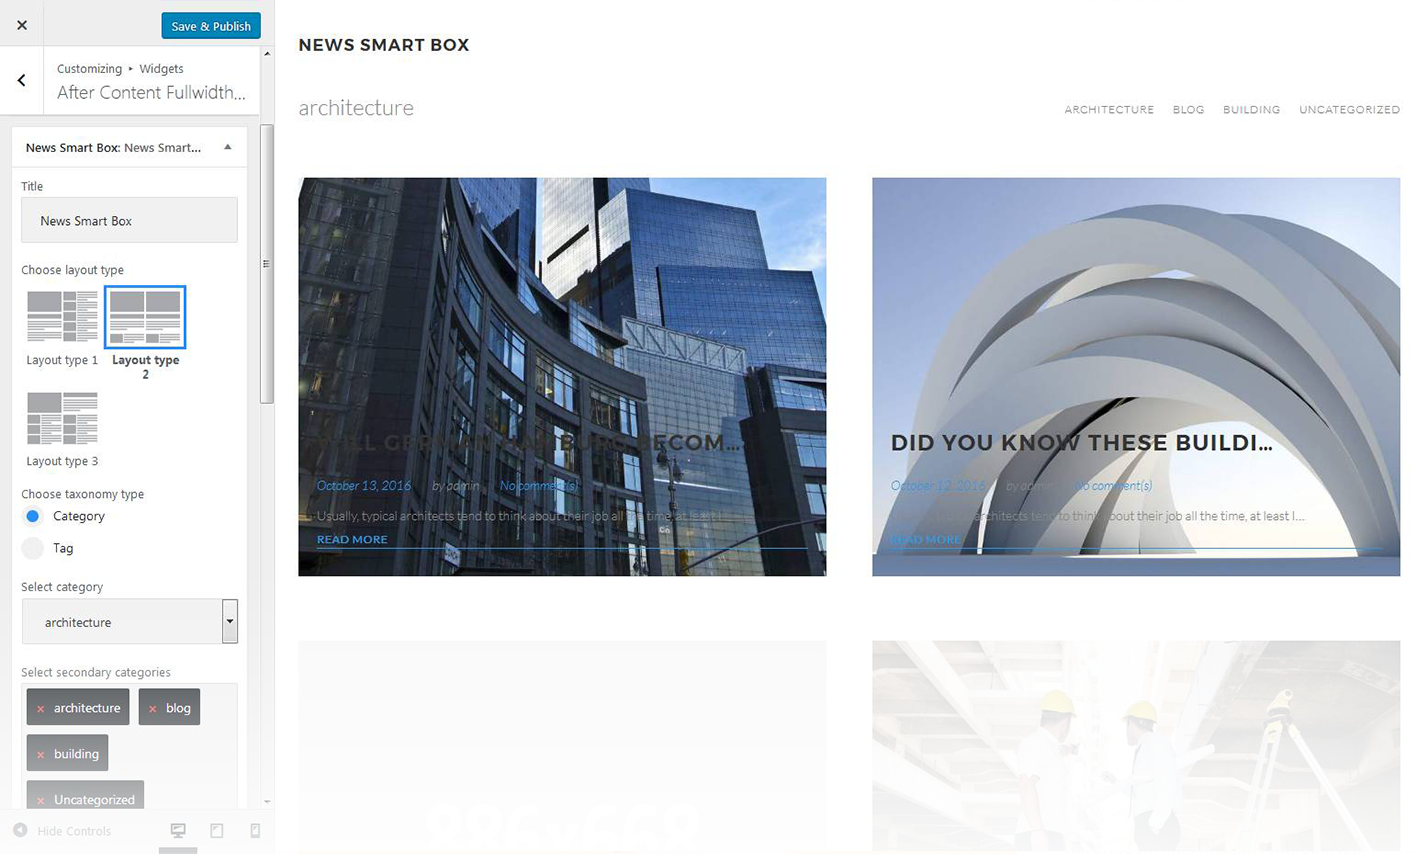 Save & Publish
Customizing ▸ Widgets
After Content Fullwidth...
News Smart Box: News Smart...
Title
News Smart Box
Choose layout type
Layout type 1
Layout type
2
Layout type 3
Choose taxonomy type
Category
Tag
Select category
architecture
Select secondary categories
× architecture
× blog
× building
× Uncategorized
Hide Controls
NEWS SMART BOX
architecture
ARCHITECTURE BLOG BUILDING UNCATEGORIZED
WILL GERMAN HAMBURG BECOM...
October 13, 2016 by admin No comment(s)
Usually, typical architects tend to think about their job all the time, at least l...
READ MORE
DID YOU KNOW THESE BUILDI...
October 12, 2016 by admin No comment(s)
Usually, typical architects tend to think about their job all the time, at least l...
READ MORE